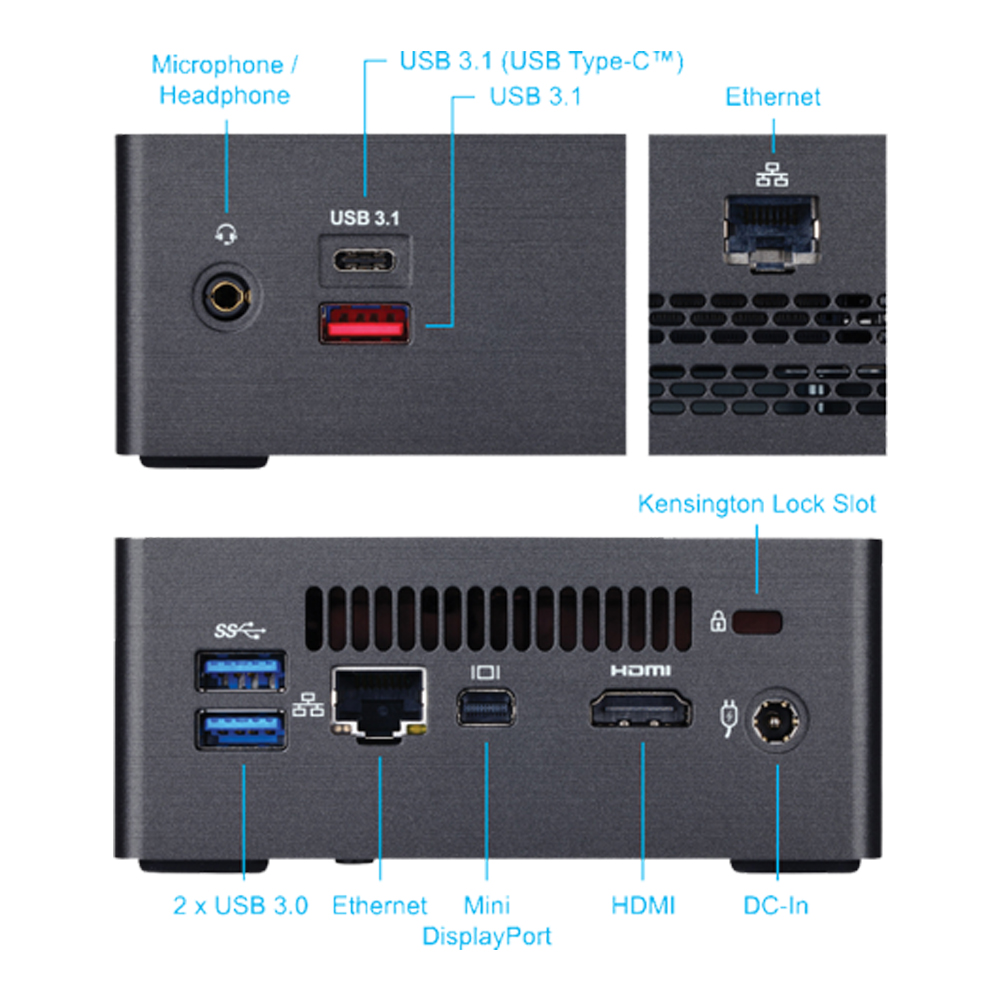 Microphone /
Headphone
USB 3.1 (USB Type-C™)
USB 3.1
Ethernet
USB 3.1
Kensington Lock Slot
SS
HDMI
2 x USB 3.0
Ethernet
Mini
DisplayPort
HDMI
DC-In